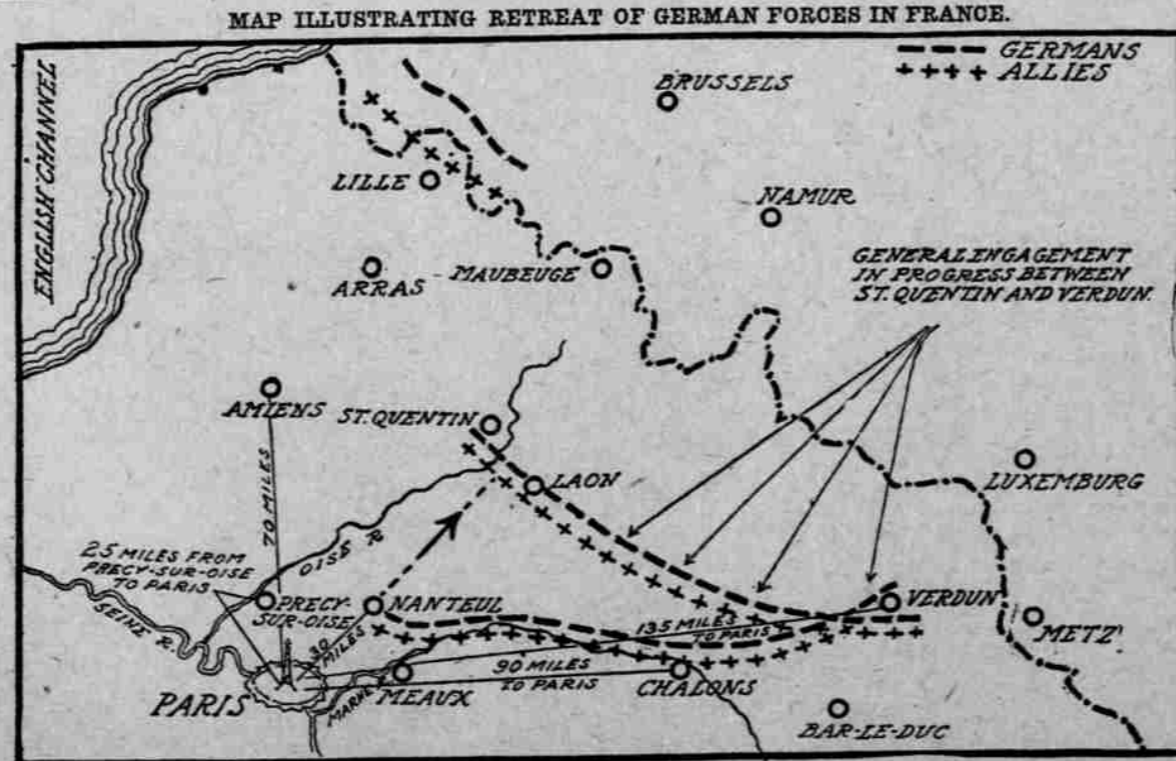 MAP ILLUSTRATING RETREAT OF GERMAN FORCES IN FRANCE.
GERMANS
ALLIES
ENGLISH CHANNEL
BRUSSELS
LILLE
NAMUR
GENERAL ENGAGEMENT
IN PROGRESS BETWEEN
ST. QUENTIN AND VERDUN.
MAUBEUGE
ARRAS
AMIENS
ST. QUENTIN
LAON
LUXEMBURG
70 MILES
OISE R
25 MILES FROM
PRECY-SUR-OISE
TO PARIS
SEINE R.
PRECY-
SUR-OISE
NANTEUL
VERDUN
METZ
30
MILES
135 MILES
TO PARIS
90 MILES
TO PARIS
PARIS
MARNE
MEAUX
CHALONS
BAR-LE-DUC